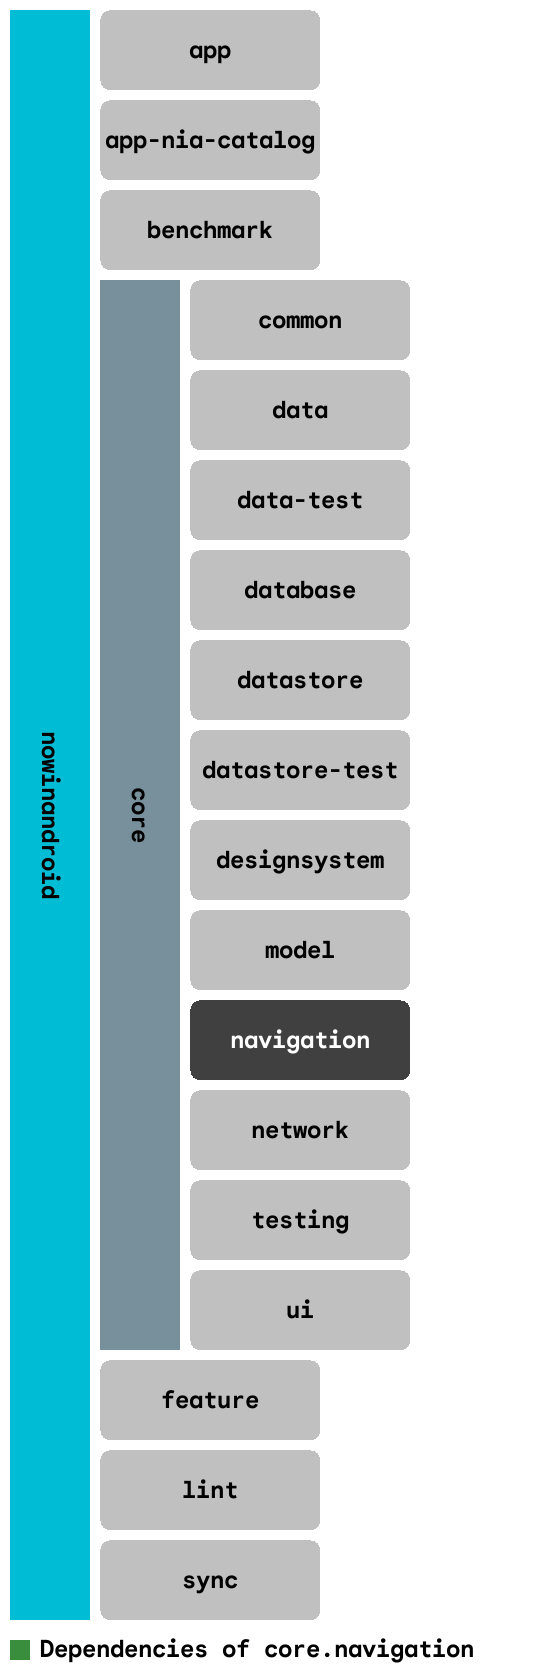 nowinandroid
app
app-nia-catalog
benchmark
core
common
data
data-test
database
datastore
datastore-test
designsystem
model
navigation
network
testing
ui
feature
lint
sync
Dependencies of core.navigation